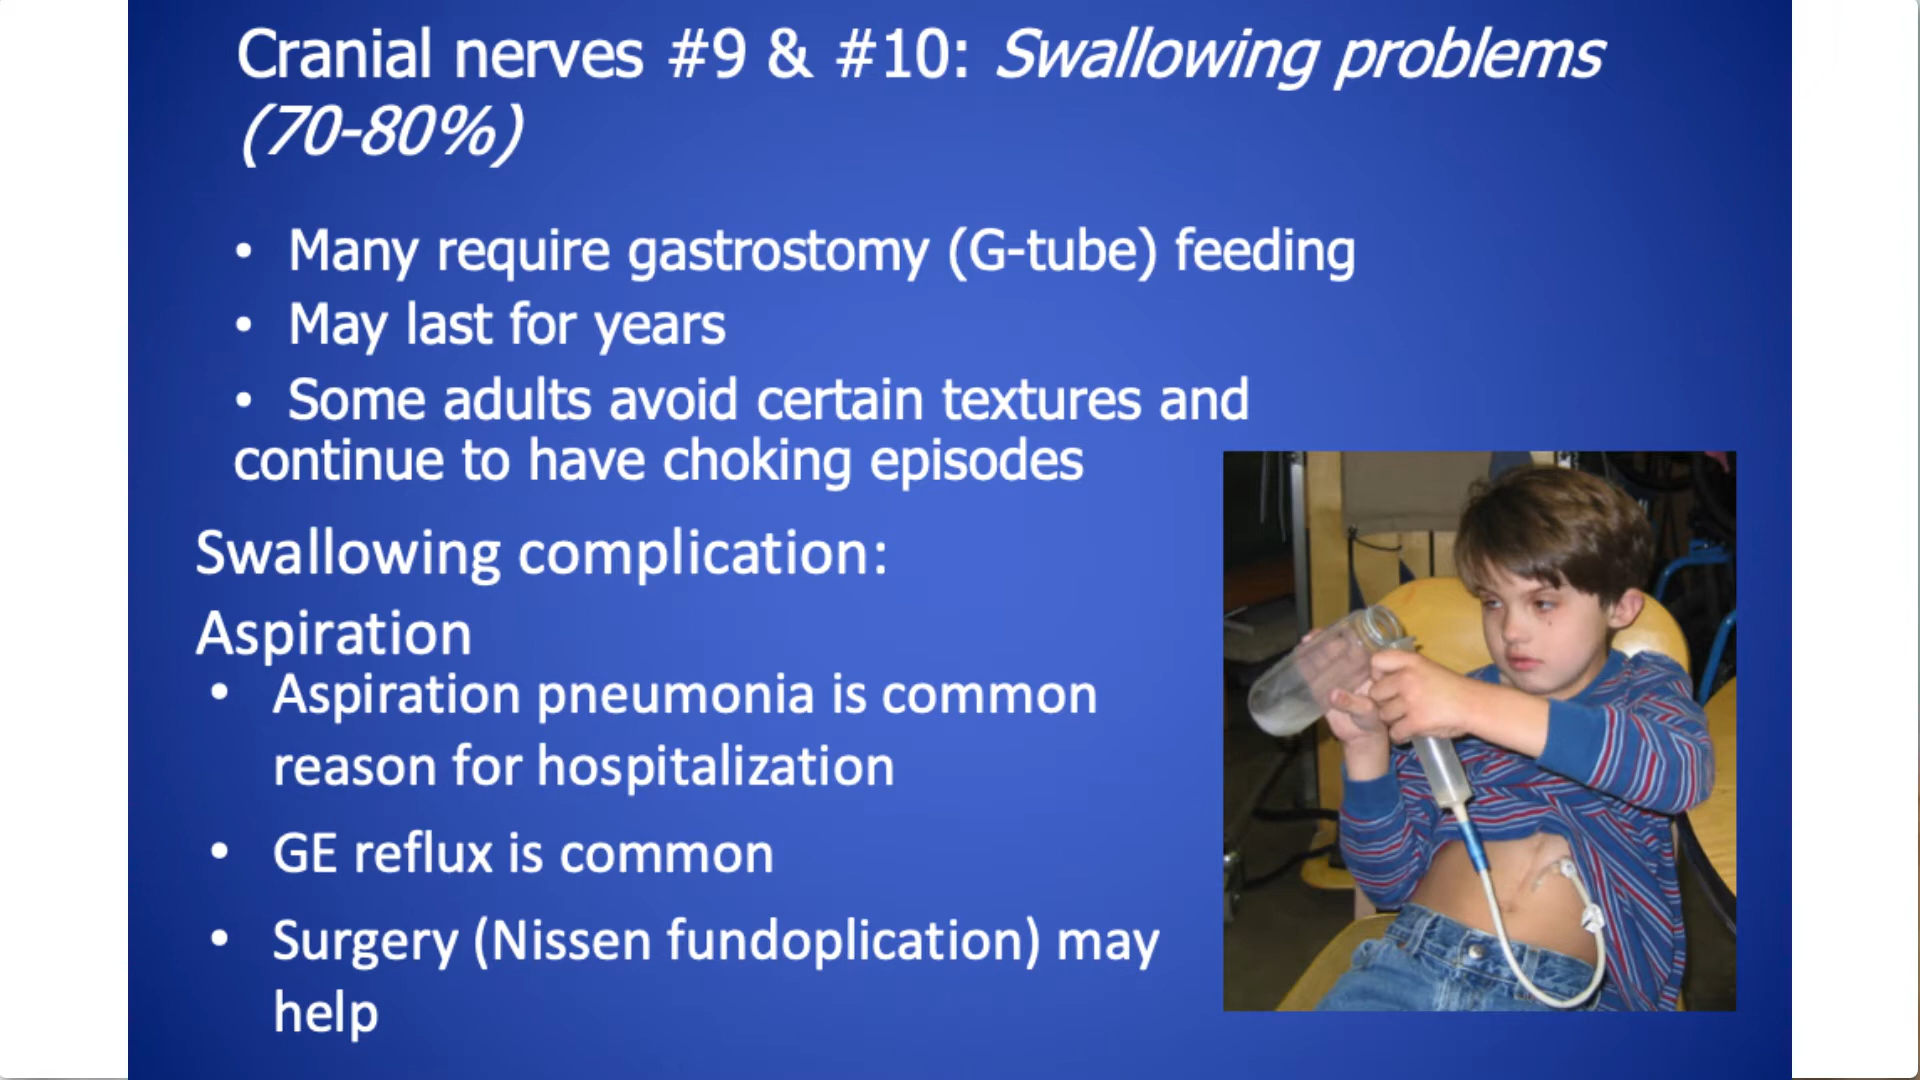 Cranial nerves #9 & #10: Swallowing problems
(70-80%)
• Many require gastrostomy (G-tube) feeding
• May last for years
• Some adults avoid certain textures and
continue to have choking episodes
Swallowing complication:
Aspiration
• Aspiration pneumonia is common
reason for hospitalization
• GE reflux is common
• Surgery (Nissen fundoplication) may
help